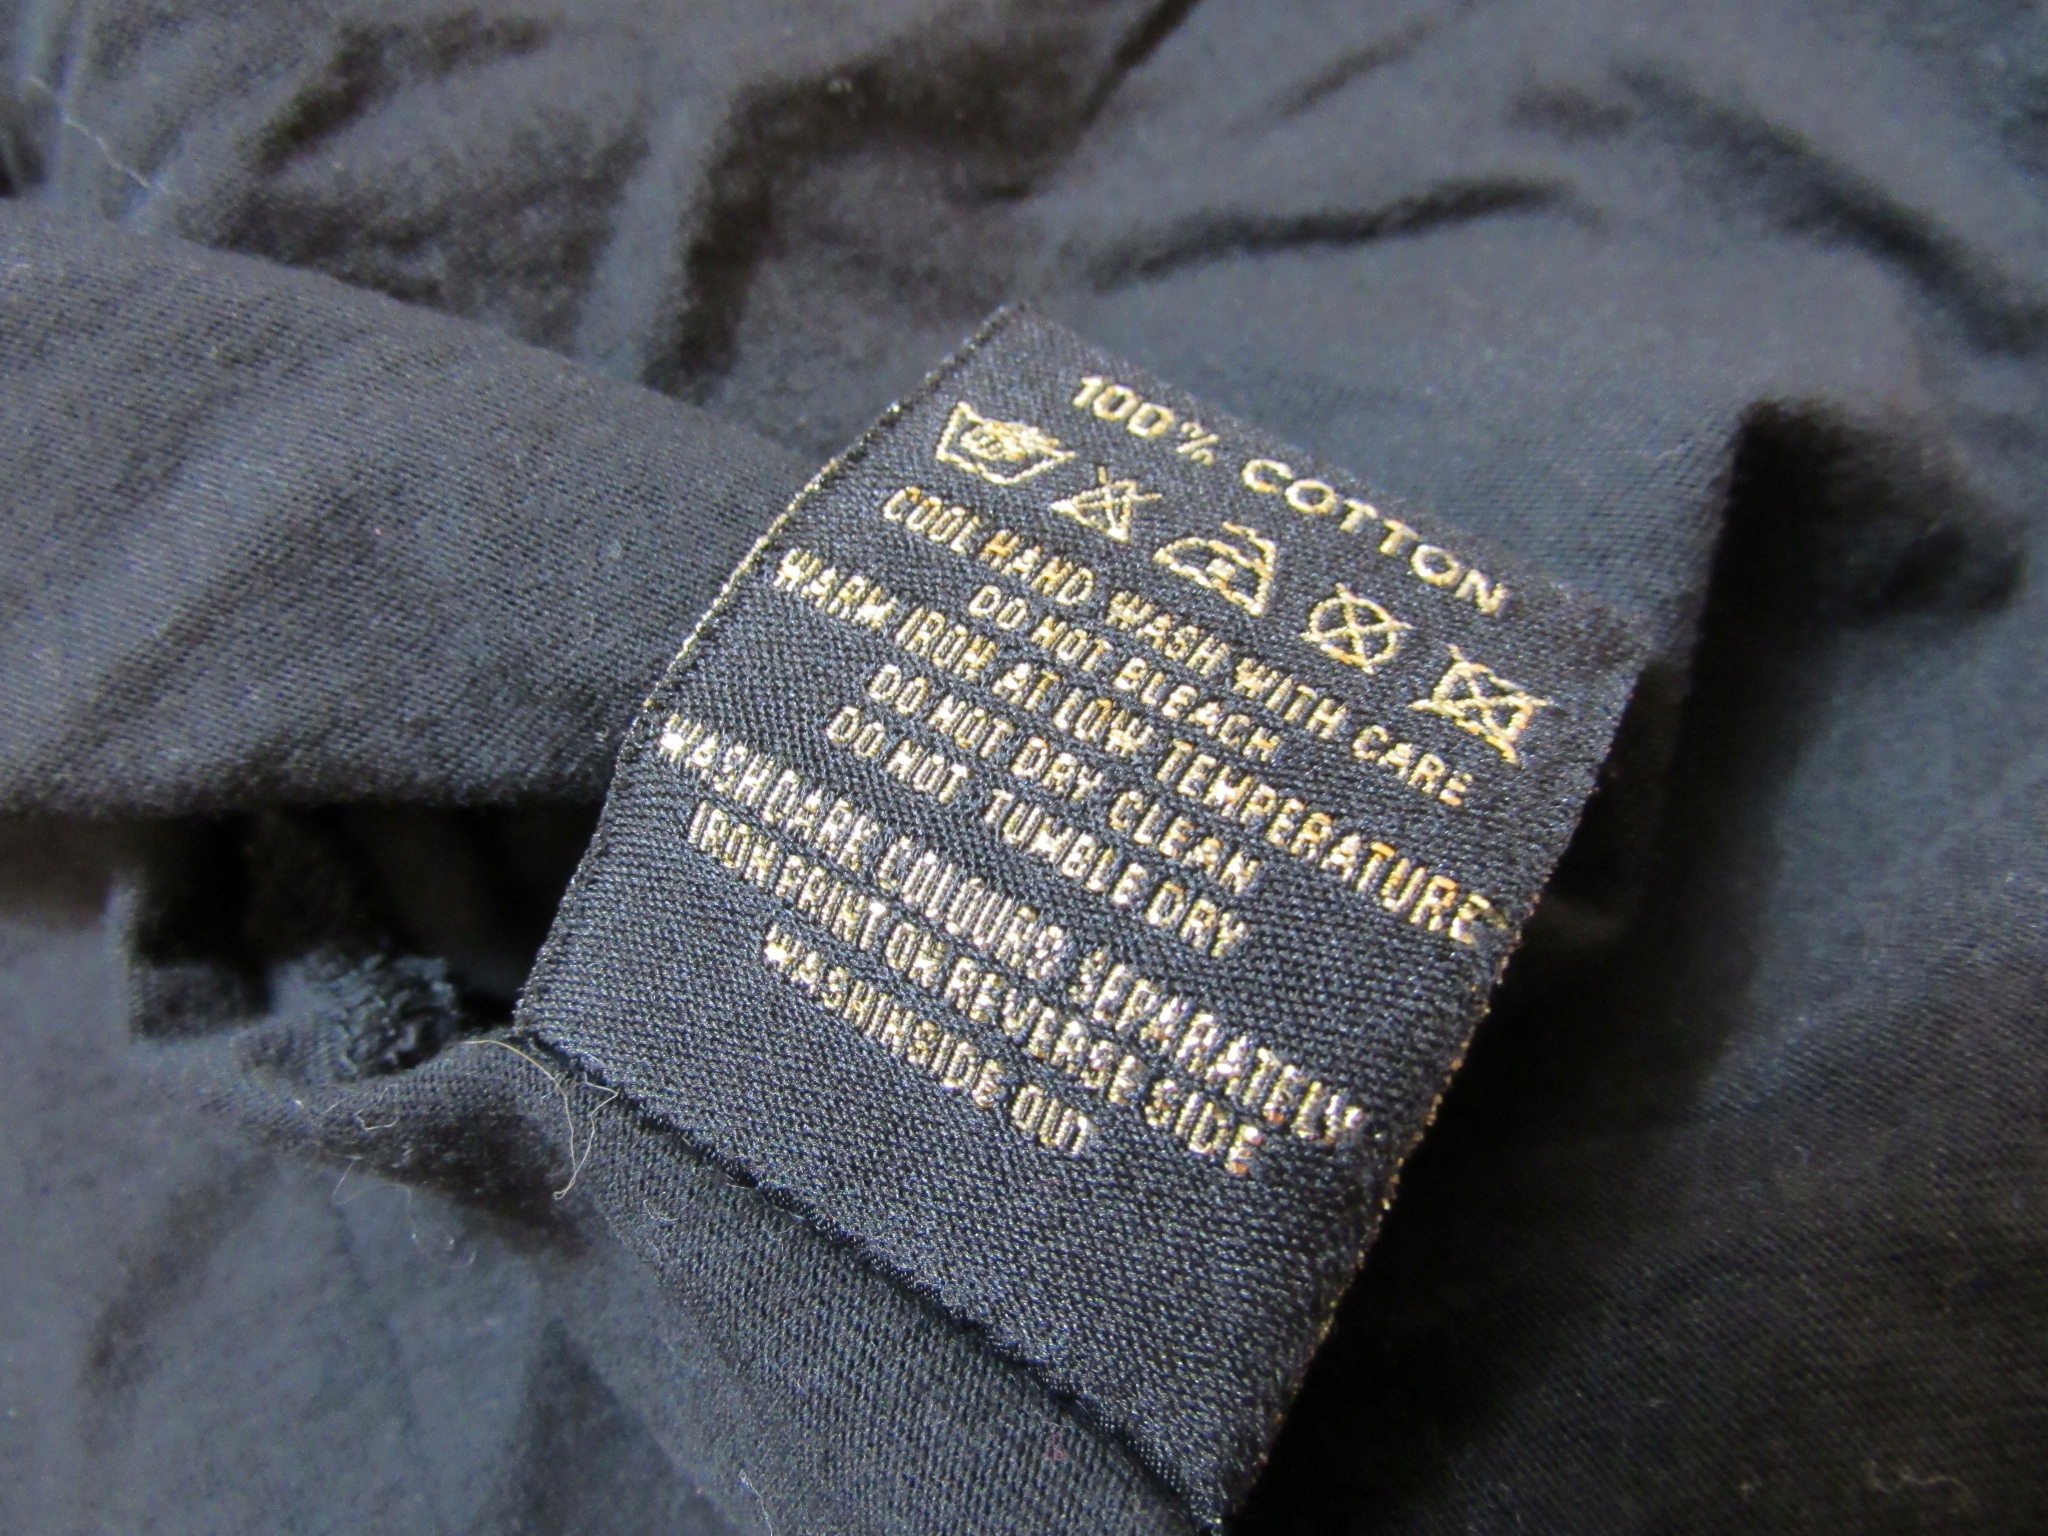 100% COTTON
COOL HAND WASH WITH CARE
DO NOT BLEACH
WARM IRON AT LOW TEMPERATURE
DO NOT DRY CLEAN
DO NOT TUMBLE DRY
WASH DARK COLOURS SEPARATELY
IRON PRINT ON REVERSE SIDE
WASH INSIDE OUT